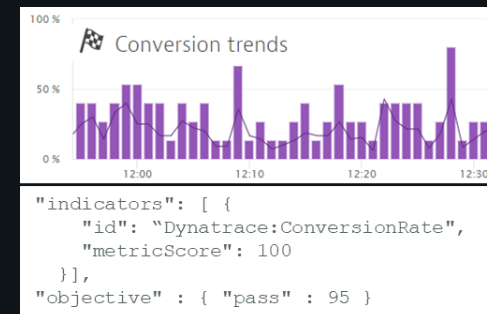 100 %
Conversion trends
50 %
0 %
12:00 12:10 12:20 12:30
"indicators": [ {
"id": “Dynatrace:ConversionRate",
"metricScore": 100
}],
"objective" : { "pass" : 95 }